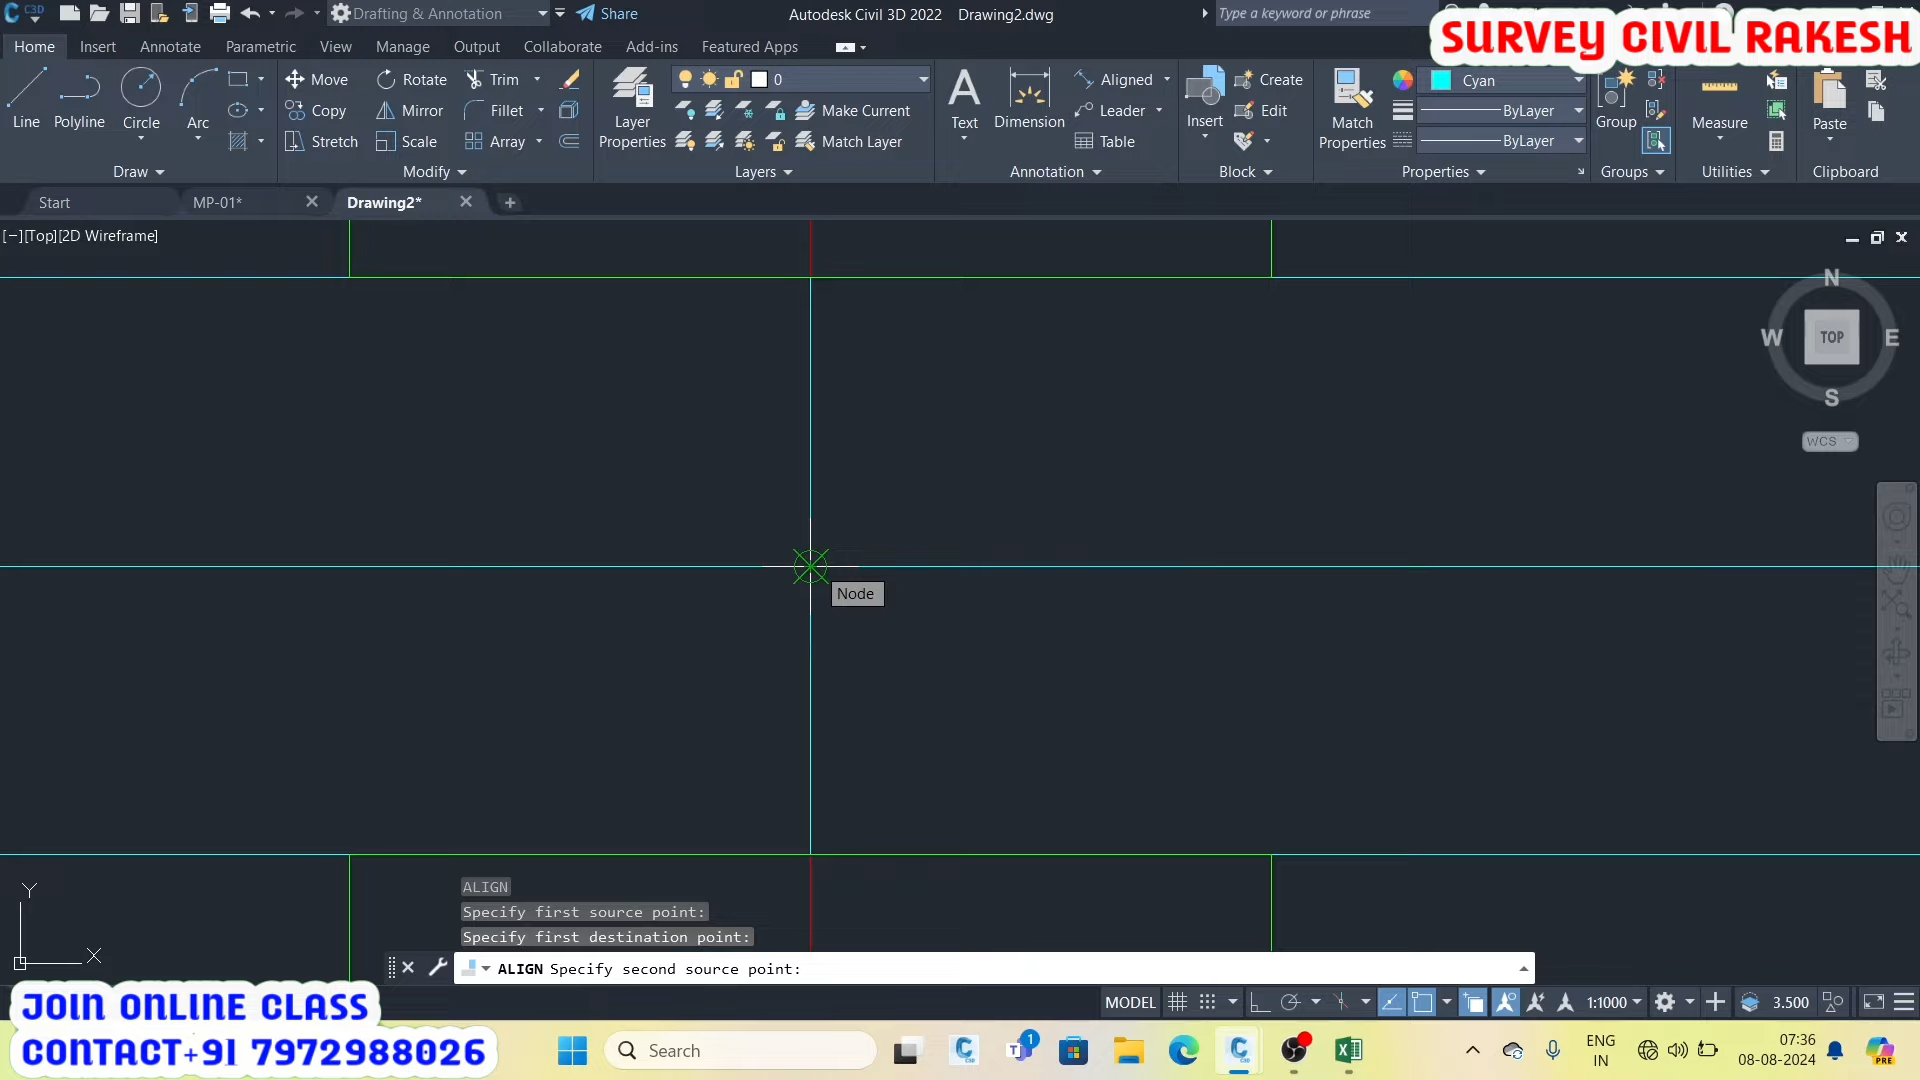 C3D
Drafting & Annotation
Share
Autodesk Civil 3D 2022 Drawing2.dwg
Type a keyword or phrase
SURVEY CIVIL RAKESH
Home Insert Annotate Parametric View Manage Output Collaborate Add-ins Featured Apps
Line Polyline Circle Arc
Move Rotate Trim
Copy Mirror Fillet
Stretch Scale Array
Layer Properties
0
Make Current
Match Layer
Text Dimension
Aligned
Leader
Table
Insert
Create
Edit
Match Properties
Cyan
ByLayer
ByLayer
Group
Measure
Paste
Draw Modify Layers Annotation Block Properties Groups Utilities Clipboard
Start MP-01* Drawing2*
[−][Top][2D Wireframe]
N
W TOP E
S
WCS
Node
Y
X
ALIGN
Specify first source point:
Specify first destination point:
ALIGN Specify second source point:
MODEL 1:1000 3.500
JOIN ONLINE CLASS
CONTACT+91 7972988026
Search
1
ENG
IN
07:36
08-08-2024
PRE